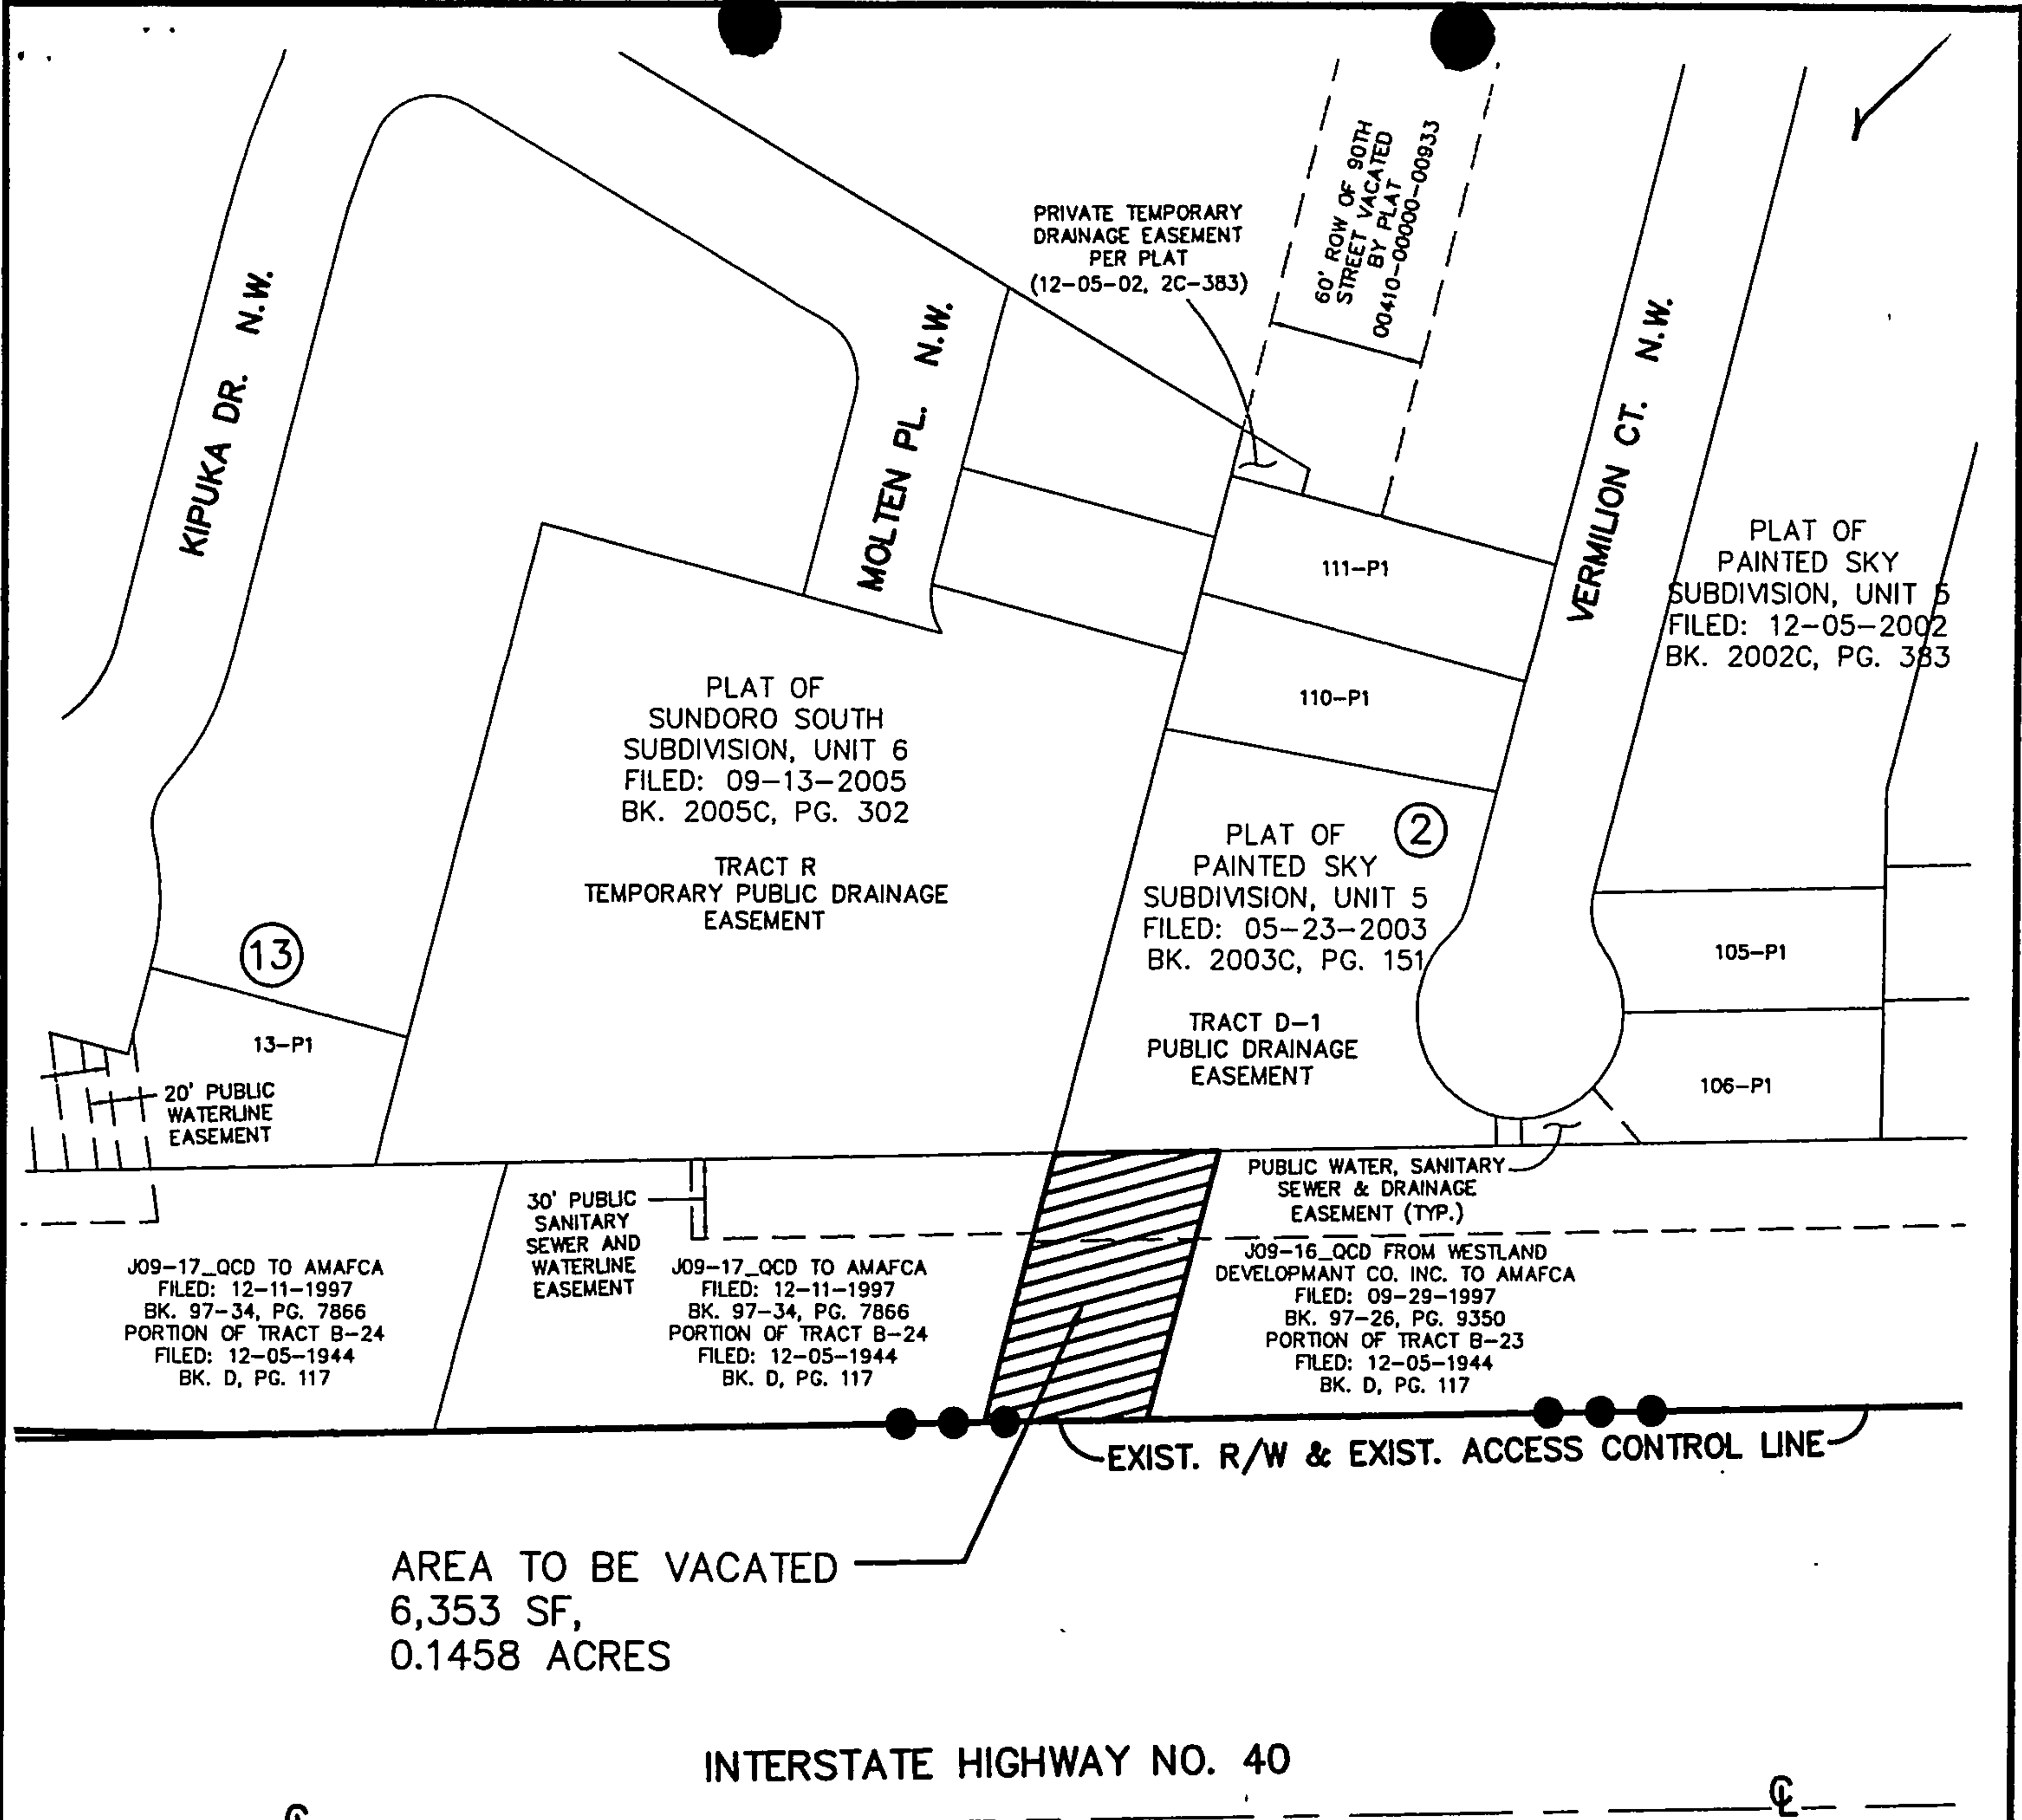 KIPUKA DR. N.W.
MOLTEN PL. N.W.
PRIVATE TEMPORARY
DRAINAGE EASEMENT
PER PLAT
(12-05-02, 2C-383)
60' ROW OF 90TH
STREET VACATED
BY PLAT
00410-00000-00933
VERMILION CT. N.W.
PLAT OF
PAINTED SKY
SUBDIVISION, UNIT 5
FILED: 12-05-2002
BK. 2002C, PG. 383
111-P1
110-P1
PLAT OF
SUNDORO SOUTH
SUBDIVISION, UNIT 6
FILED: 09-13-2005
BK. 2005C, PG. 302
TRACT R
TEMPORARY PUBLIC DRAINAGE
EASEMENT
2
PLAT OF
PAINTED SKY
SUBDIVISION, UNIT 5
FILED: 05-23-2003
BK. 2003C, PG. 151
TRACT D-1
PUBLIC DRAINAGE
EASEMENT
105-P1
106-P1
13
13-P1
20' PUBLIC
WATERLINE
EASEMENT
30' PUBLIC
SANITARY
SEWER AND
WATERLINE
EASEMENT
PUBLIC WATER, SANITARY
SEWER & DRAINAGE
EASEMENT (TYP.)
J09-17_QCD TO AMAFCA
FILED: 12-11-1997
BK. 97-34, PG. 7866
PORTION OF TRACT B-24
FILED: 12-05-1944
BK. D, PG. 117
J09-17_QCD TO AMAFCA
FILED: 12-11-1997
BK. 97-34, PG. 7866
PORTION OF TRACT B-24
FILED: 12-05-1944
BK. D, PG. 117
J09-16_QCD FROM WESTLAND
DEVELOPMANT CO. INC. TO AMAFCA
FILED: 09-29-1997
BK. 97-26, PG. 9350
PORTION OF TRACT B-23
FILED: 12-05-1944
BK. D, PG. 117
EXIST. R/W & EXIST. ACCESS CONTROL LINE
AREA TO BE VACATED
6,353 SF,
0.1458 ACRES
INTERSTATE HIGHWAY NO. 40
℄